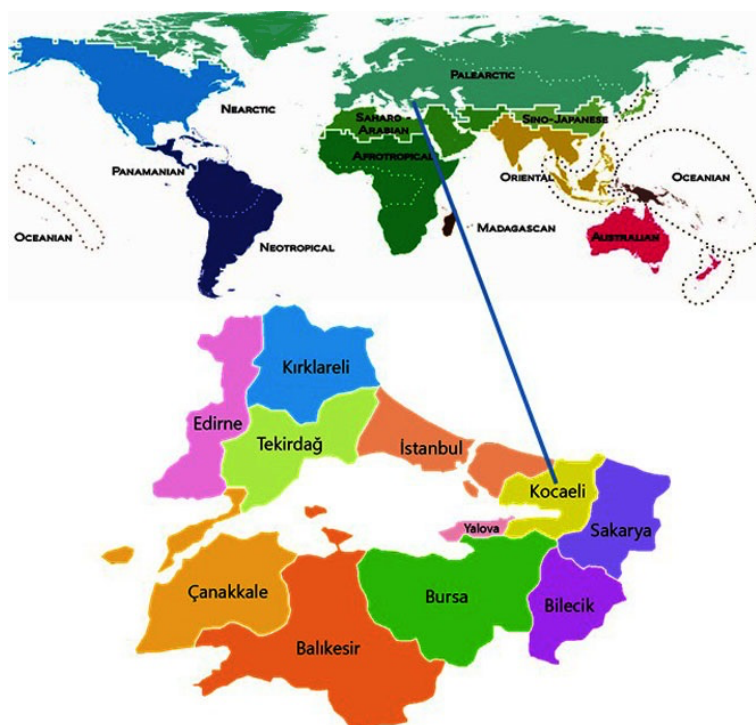 PALEARCTIC
NEARCTIC
SAHARO-
ARABIAN
SINO-JAPANESE
AFROTROPICAL
PANAMANIAN
ORIENTAL
OCEANIAN
OCEANIAN
MADAGASCAN
NEOTROPICAL
AUSTRALIAN
Kırklareli
Edirne
Tekirdağ
İstanbul
Kocaeli
Yalova
Sakarya
Çanakkale
Bursa
Bilecik
Balıkesir